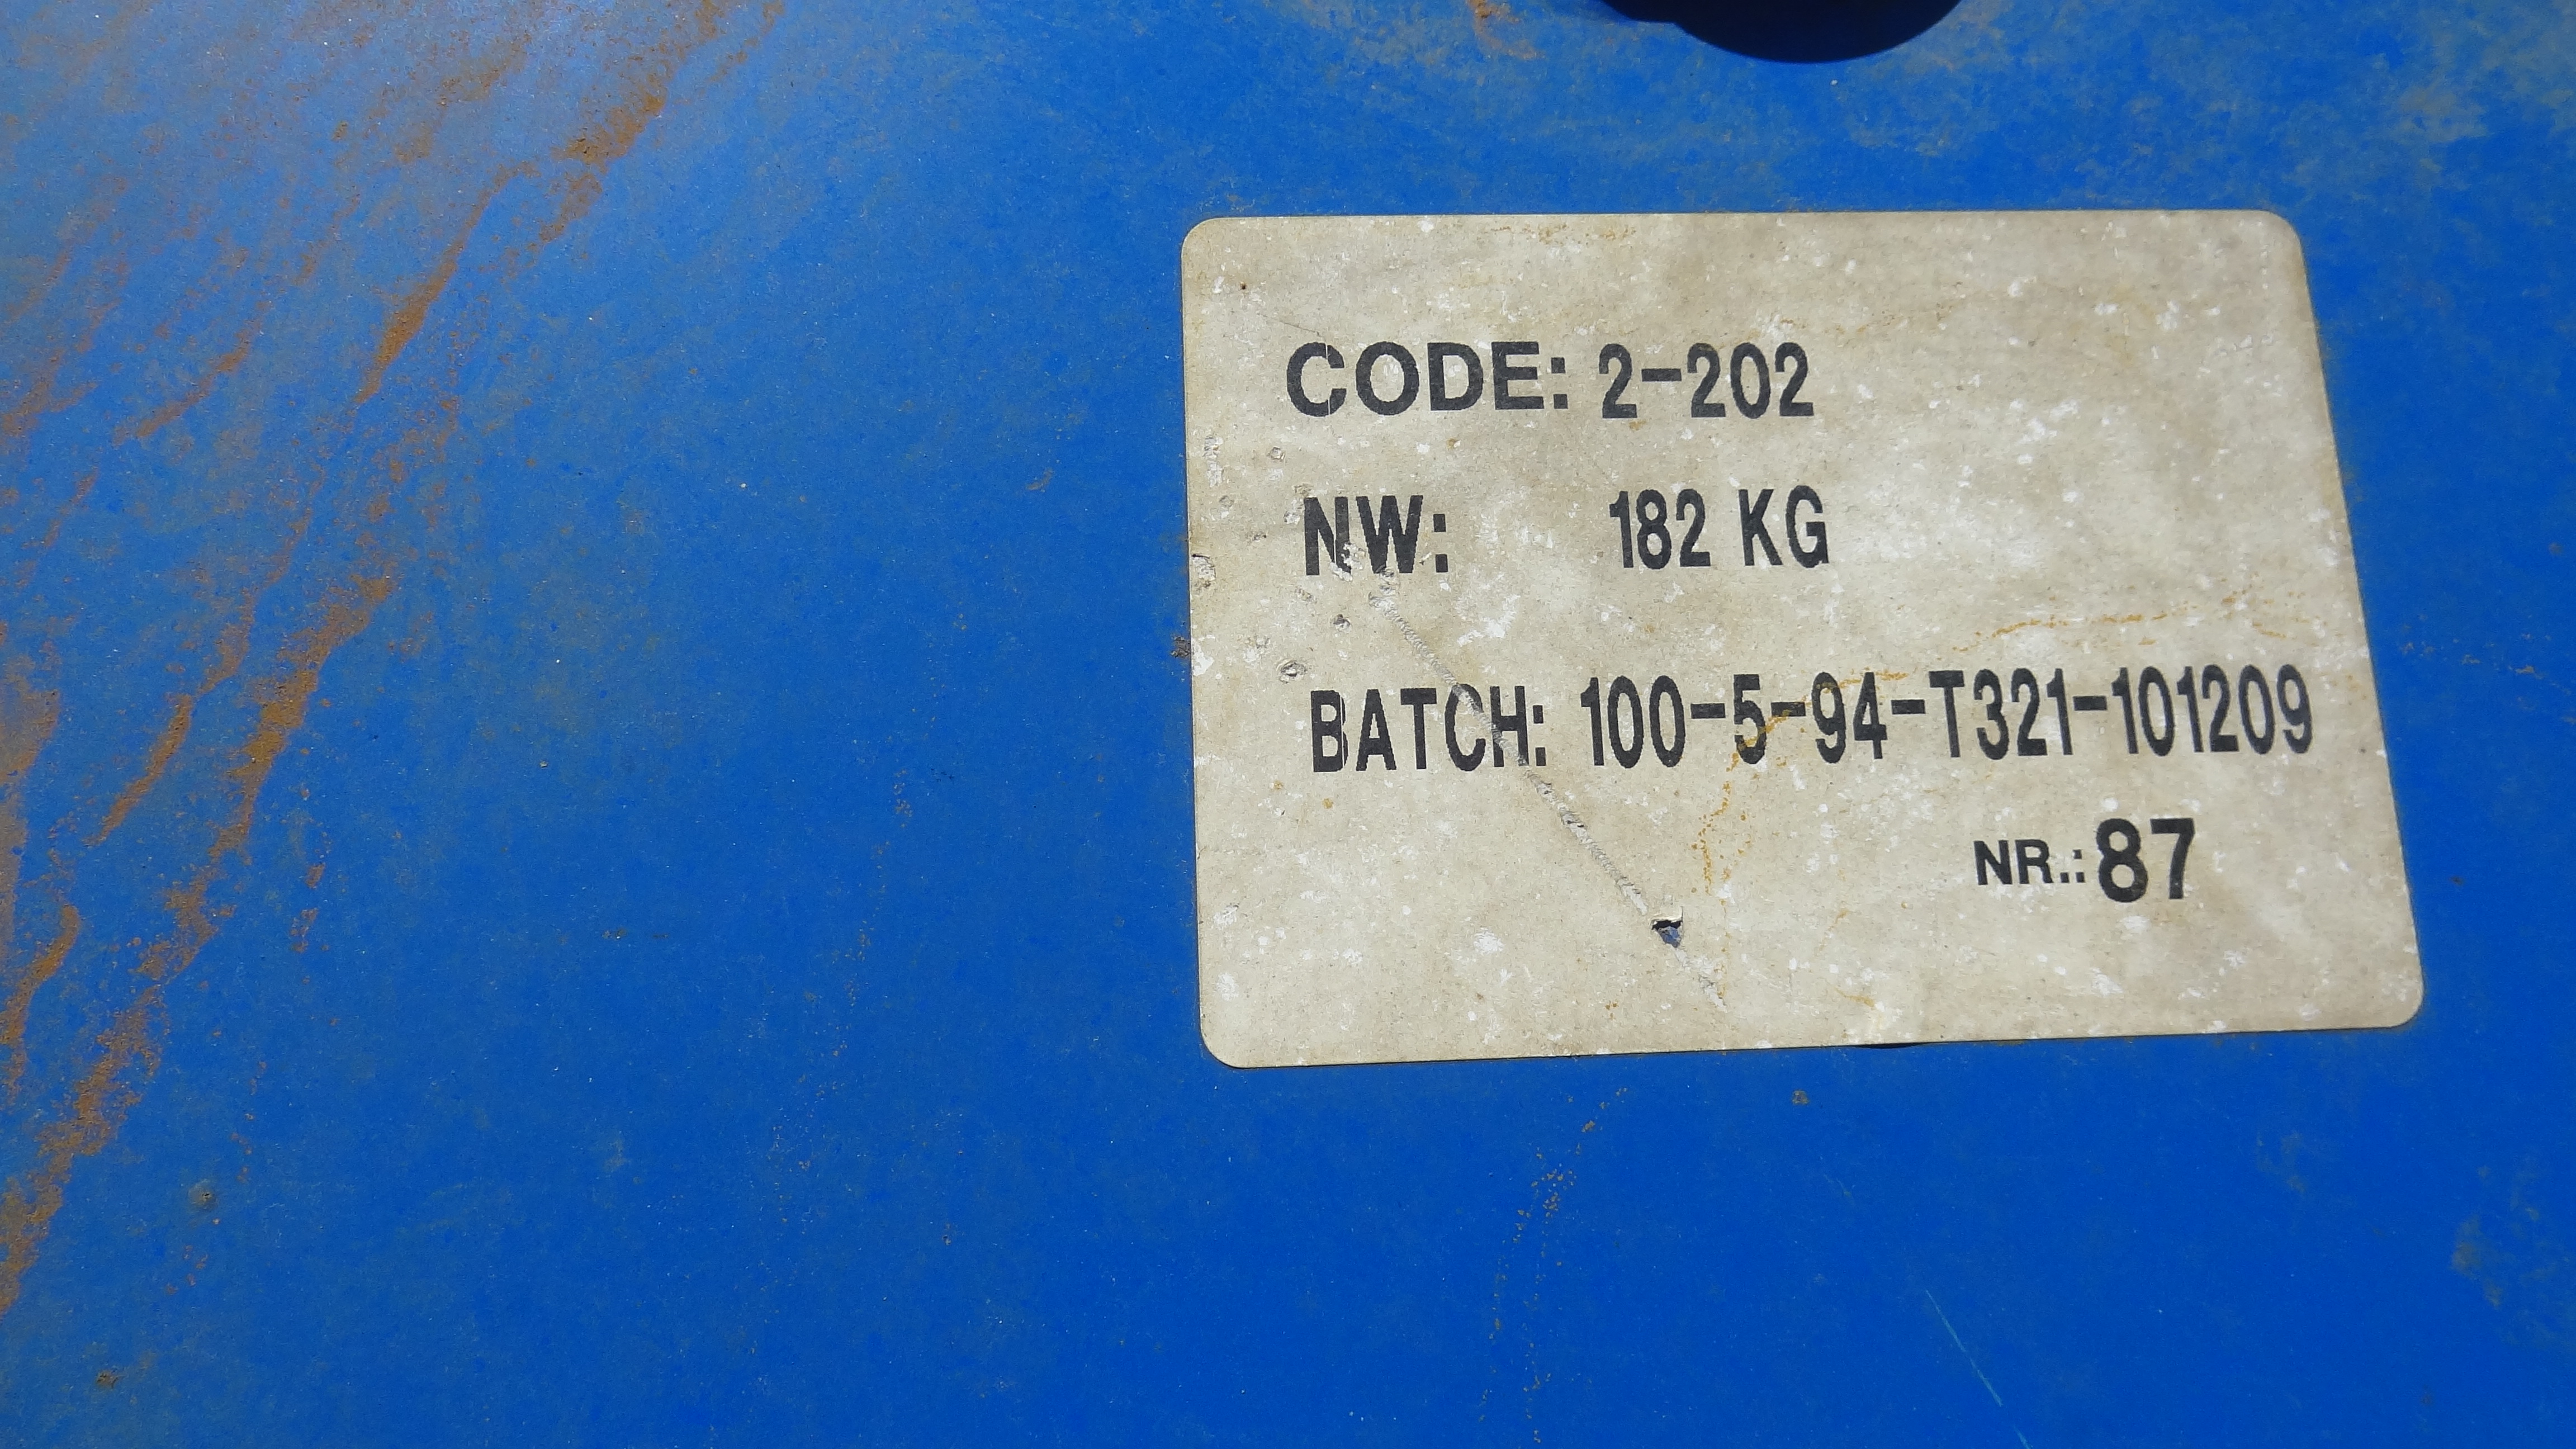 CODE: 2-202
NW: 182 KG
BATCH: 100-5-94-T321-101209
NR.: 87